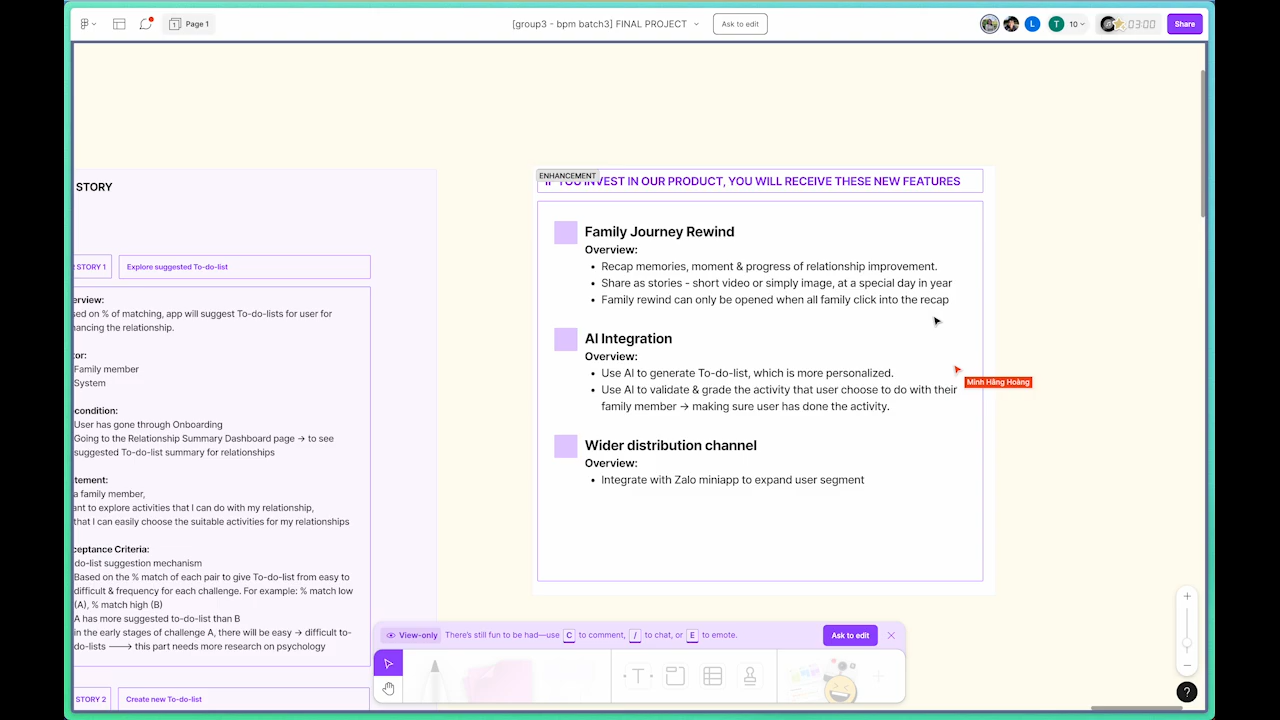 Page 1
[group3 - bpm batch3] FINAL PROJECT
Ask to edit
L
T
10
03:00
Share
STORY
STORY 1
Explore suggested To-do-list
erview:
sed on % of matching, app will suggest To-do-lists for user for
hancing the relationship.
tor:
Family member
System
condition:
User has gone through Onboarding
Going to the Relationship Summary Dashboard page → to see
suggested To-do-list summary for relationships
tement:
a family member,
ant to explore activities that I can do with my relationship,
that I can easily choose the suitable activities for my relationships
ceptance Criteria:
do-list suggestion mechanism
Based on the % match of each pair to give To-do-list from easy to
difficult & frequency for each challenge. For example: % match low
(A), % match high (B)
A has more suggested to-do-list than B
in the early stages of challenge A, there will be easy → difficult to-
do-lists ⟶ this part needs more research on psychology
STORY 2
Create new To-do-list
ENHANCEMENT
IF YOU INVEST IN OUR PRODUCT, YOU WILL RECEIVE THESE NEW FEATURES
Family Journey Rewind
Overview:
• Recap memories, moment & progress of relationship improvement.
• Share as stories - short video or simply image, at a special day in year
• Family rewind can only be opened when all family click into the recap
AI Integration
Overview:
• Use AI to generate To-do-list, which is more personalized.
• Use AI to validate & grade the activity that user choose to do with their
family member → making sure user has done the activity.
Wider distribution channel
Overview:
• Integrate with Zalo miniapp to expand user segment
Minh Hằng Hoàng
View-only There's still fun to be had—use C to comment, / to chat, or E to emote.
Ask to edit
T
?